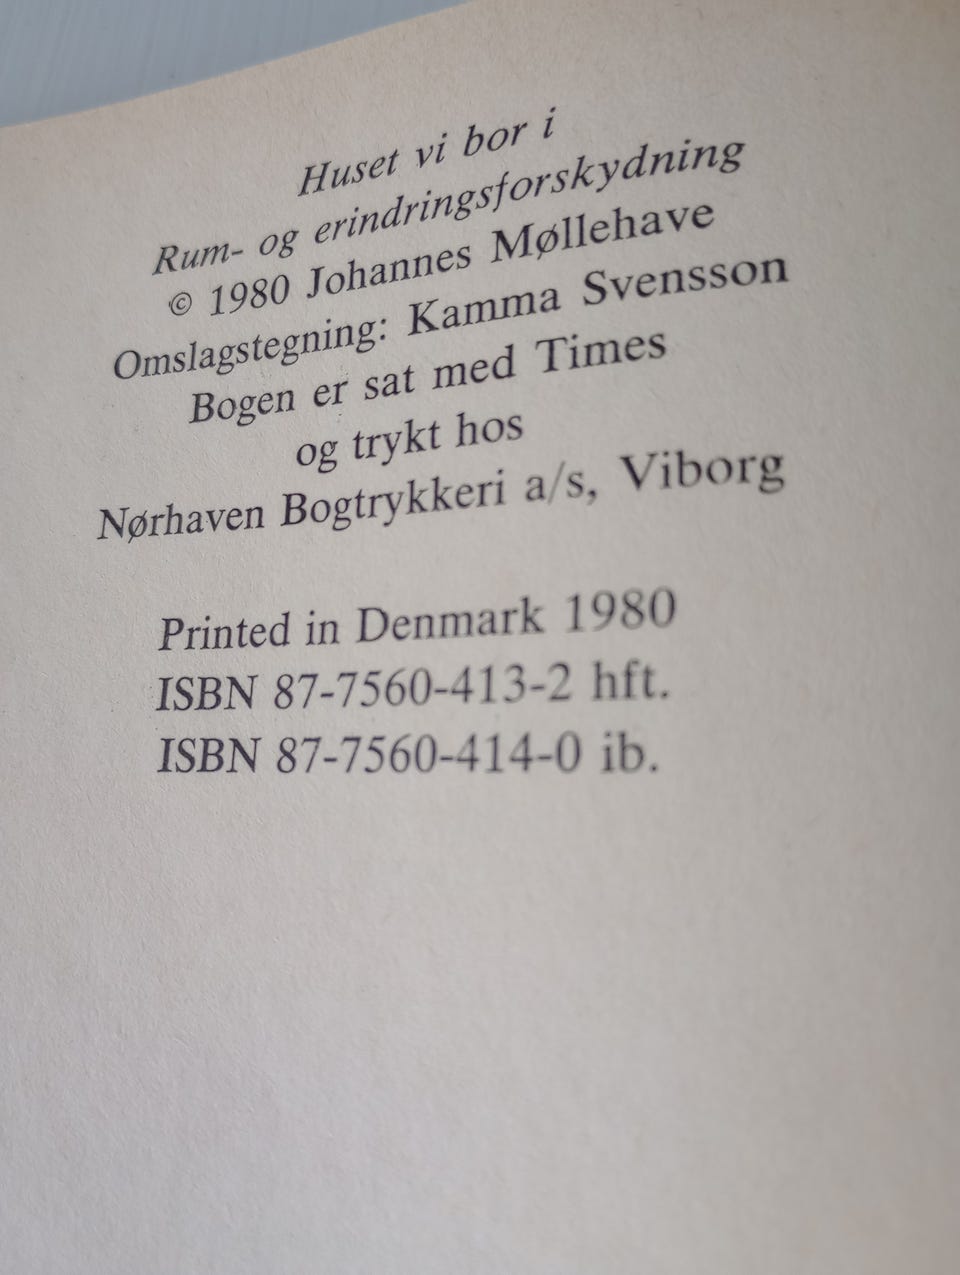 Huset vi bor i
Rum- og erindringsforskydning
© 1980 Johannes Møllehave
Omslagstegning: Kamma Svensson
Bogen er sat med Times
og trykt hos
Nørhaven Bogtrykkeri a/s, Viborg
Printed in Denmark 1980
ISBN 87-7560-413-2 hft.
ISBN 87-7560-414-0 ib.